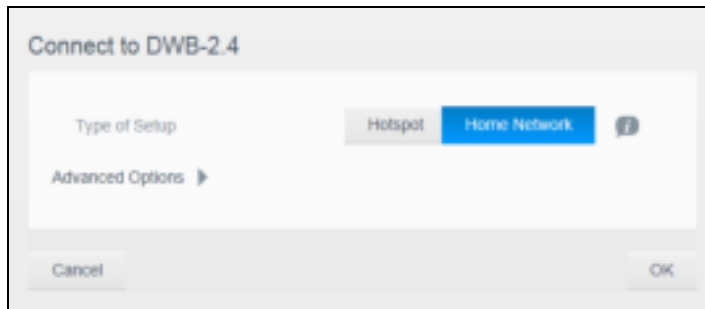 Connect to DWB-2.4
Type of Setup Hotspot Home Network i
Advanced Options
Cancel OK